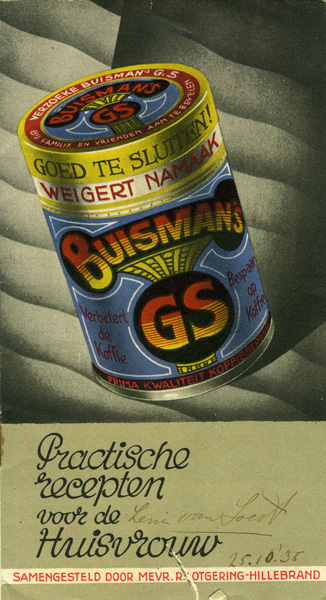 VERZOEKE BUISMAN'S G.S
BUISMAN'S
GS
BIJ FAMILIE EN VRIENDEN AAN TE BEVELEN
GOED TE SLUITEN!
WEIGERT NAMAAK
BUISMAN'S
GS
Verbetert
de
Koffie
Bespaart
op
Koffie
PRIMA KWALITEIT
Practische
recepten
voor de
Huisvrouw
25.10.'35
SAMENGESTELD DOOR MEVR. R. OTGERING-HILLEBRAND